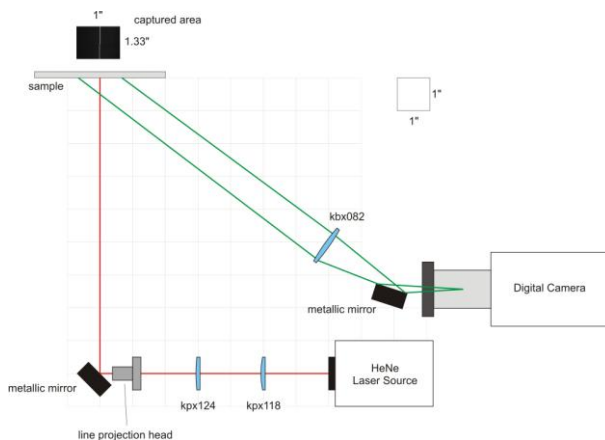 1"
captured area
1.33"
sample
1"
1"
kbx082
metallic mirror
Digital Camera
HeNe
Laser Source
metallic mirror
kpx124
kpx118
line projection head